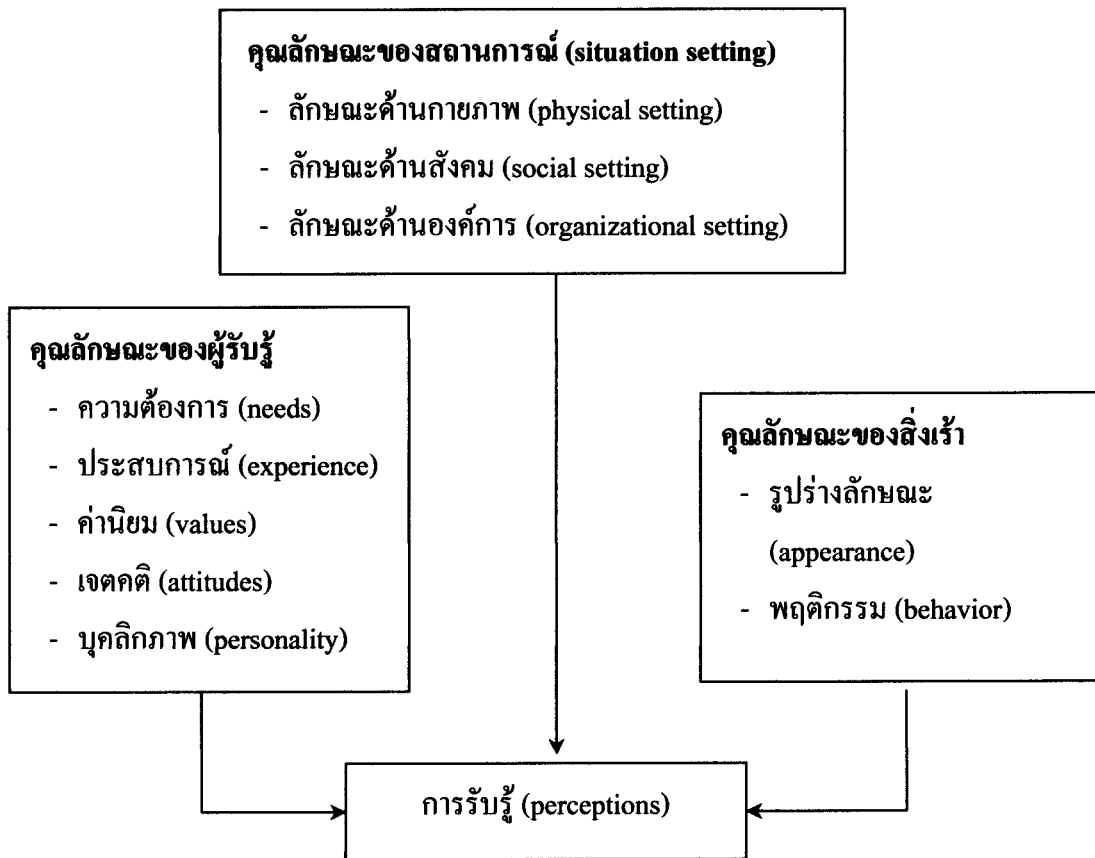 คุณลักษณะของสถานการณ์ (situation setting)
- ลักษณะด้านกายภาพ (physical setting)
- ลักษณะด้านสังคม (social setting)
- ลักษณะด้านองค์การ (organizational setting)
คุณลักษณะของผู้รับรู้
- ความต้องการ (needs)
- ประสบการณ์ (experience)
- ค่านิยม (values)
- เจตคติ (attitudes)
- บุคลิกภาพ (personality)
คุณลักษณะของสิ่งเร้า
- รูปร่างลักษณะ
(appearance)
- พฤติกรรม (behavior)
การรับรู้ (perceptions)